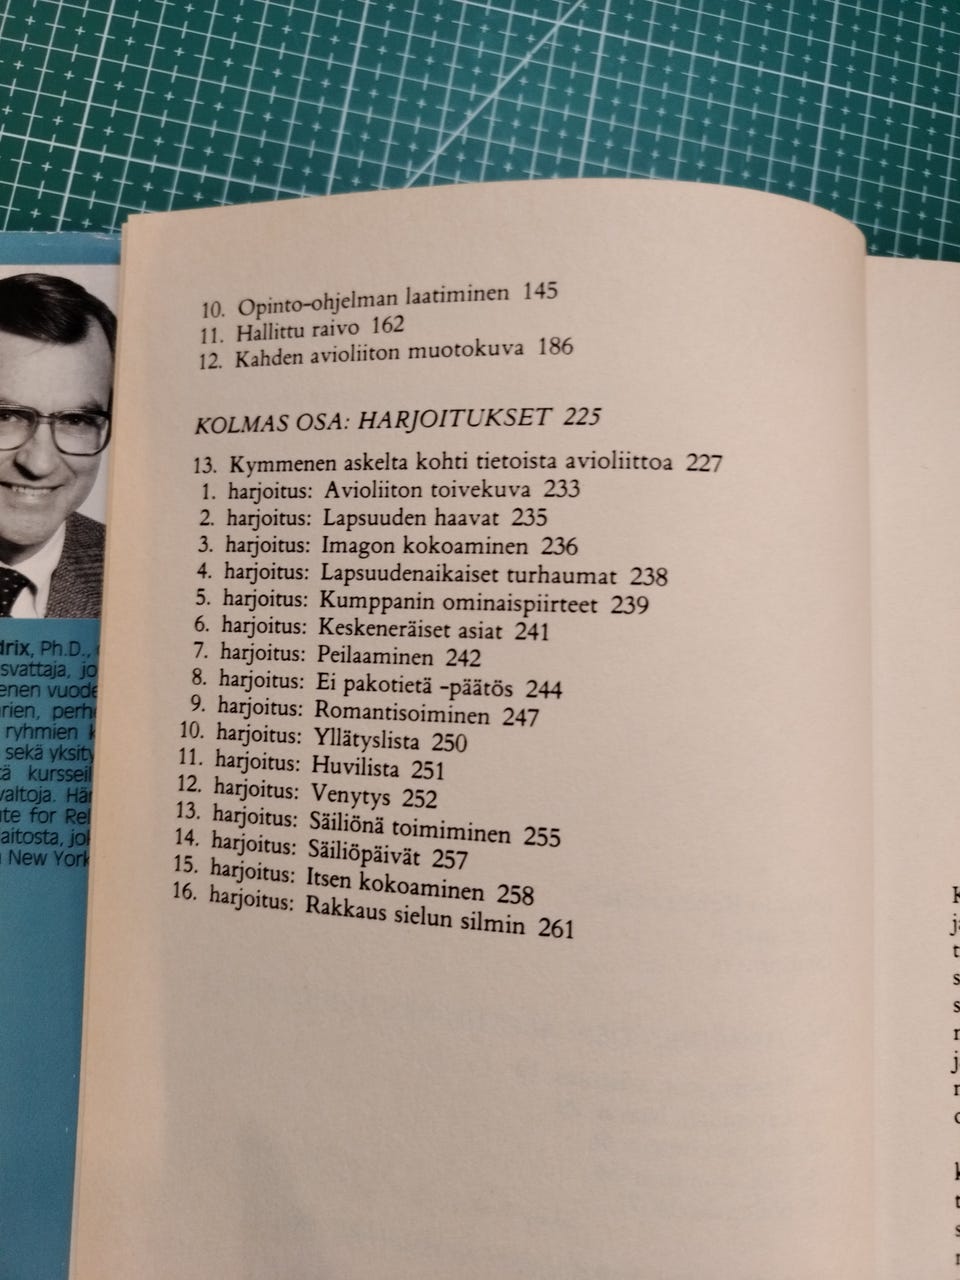 10. Opinto-ohjelman laatiminen 145
11. Hallittu raivo 162
12. Kahden avioliiton muotokuva 186
KOLMAS OSA: HARJOITUKSET 225
13. Kymmenen askelta kohti tietoista avioliittoa 227
1. harjoitus: Avioliiton toivekuva 233
2. harjoitus: Lapsuuden haavat 235
3. harjoitus: Imagon kokoaminen 236
4. harjoitus: Lapsuudenaikaiset turhaumat 238
5. harjoitus: Kumppanin ominaispiirteet 239
6. harjoitus: Keskeneräiset asiat 241
7. harjoitus: Peilaaminen 242
8. harjoitus: Ei pakotietä -päätös 244
9. harjoitus: Romantisoiminen 247
10. harjoitus: Yllätyslista 250
11. harjoitus: Huvilista 251
12. harjoitus: Venytys 252
13. harjoitus: Säiliönä toimiminen 255
14. harjoitus: Säiliöpäivät 257
15. harjoitus: Itsen kokoaminen 258
16. harjoitus: Rakkaus sielun silmin 261
drix, Ph.D.,
svattaja, jo
enen vuode
rien, perhe
ryhmien k
sekä yksity
tä kursseil
valtoja. Hän
ute for Rel
laitosta, jok
New York